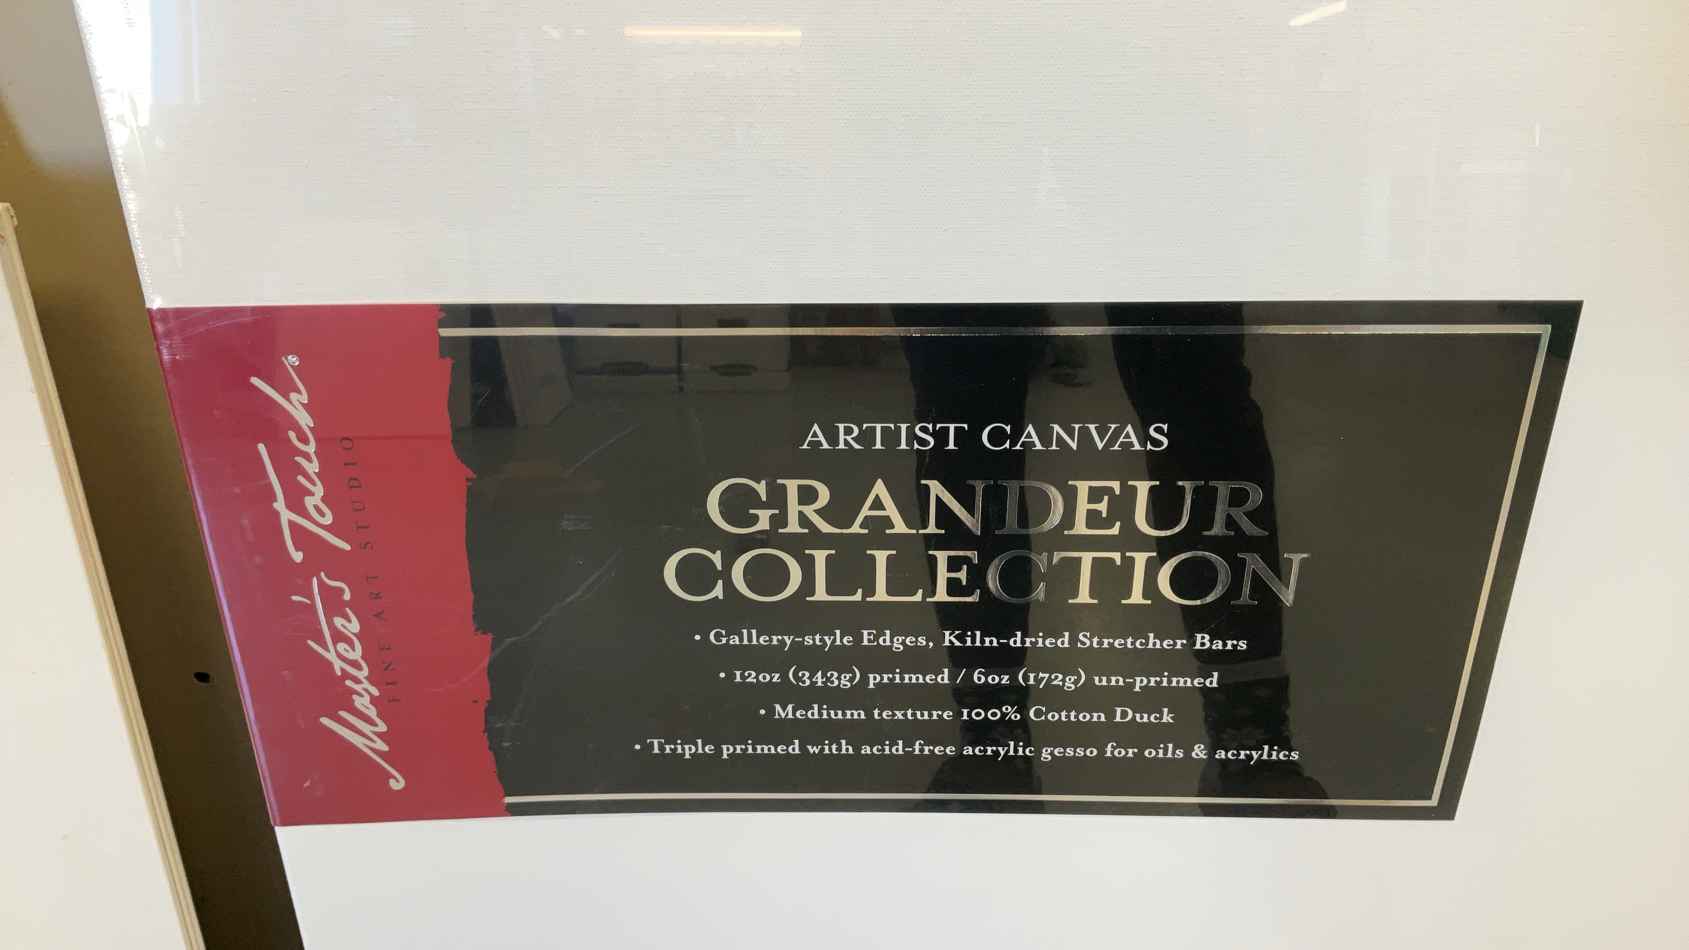 Master's Touch®
FINE ART STUDIO
ARTIST CANVAS
GRANDEUR
COLLECTION
• Gallery-style Edges, Kiln-dried Stretcher Bars
• 12oz (343g) primed / 6oz (172g) un-primed
• Medium texture 100% Cotton Duck
• Triple primed with acid-free acrylic gesso for oils & acrylics